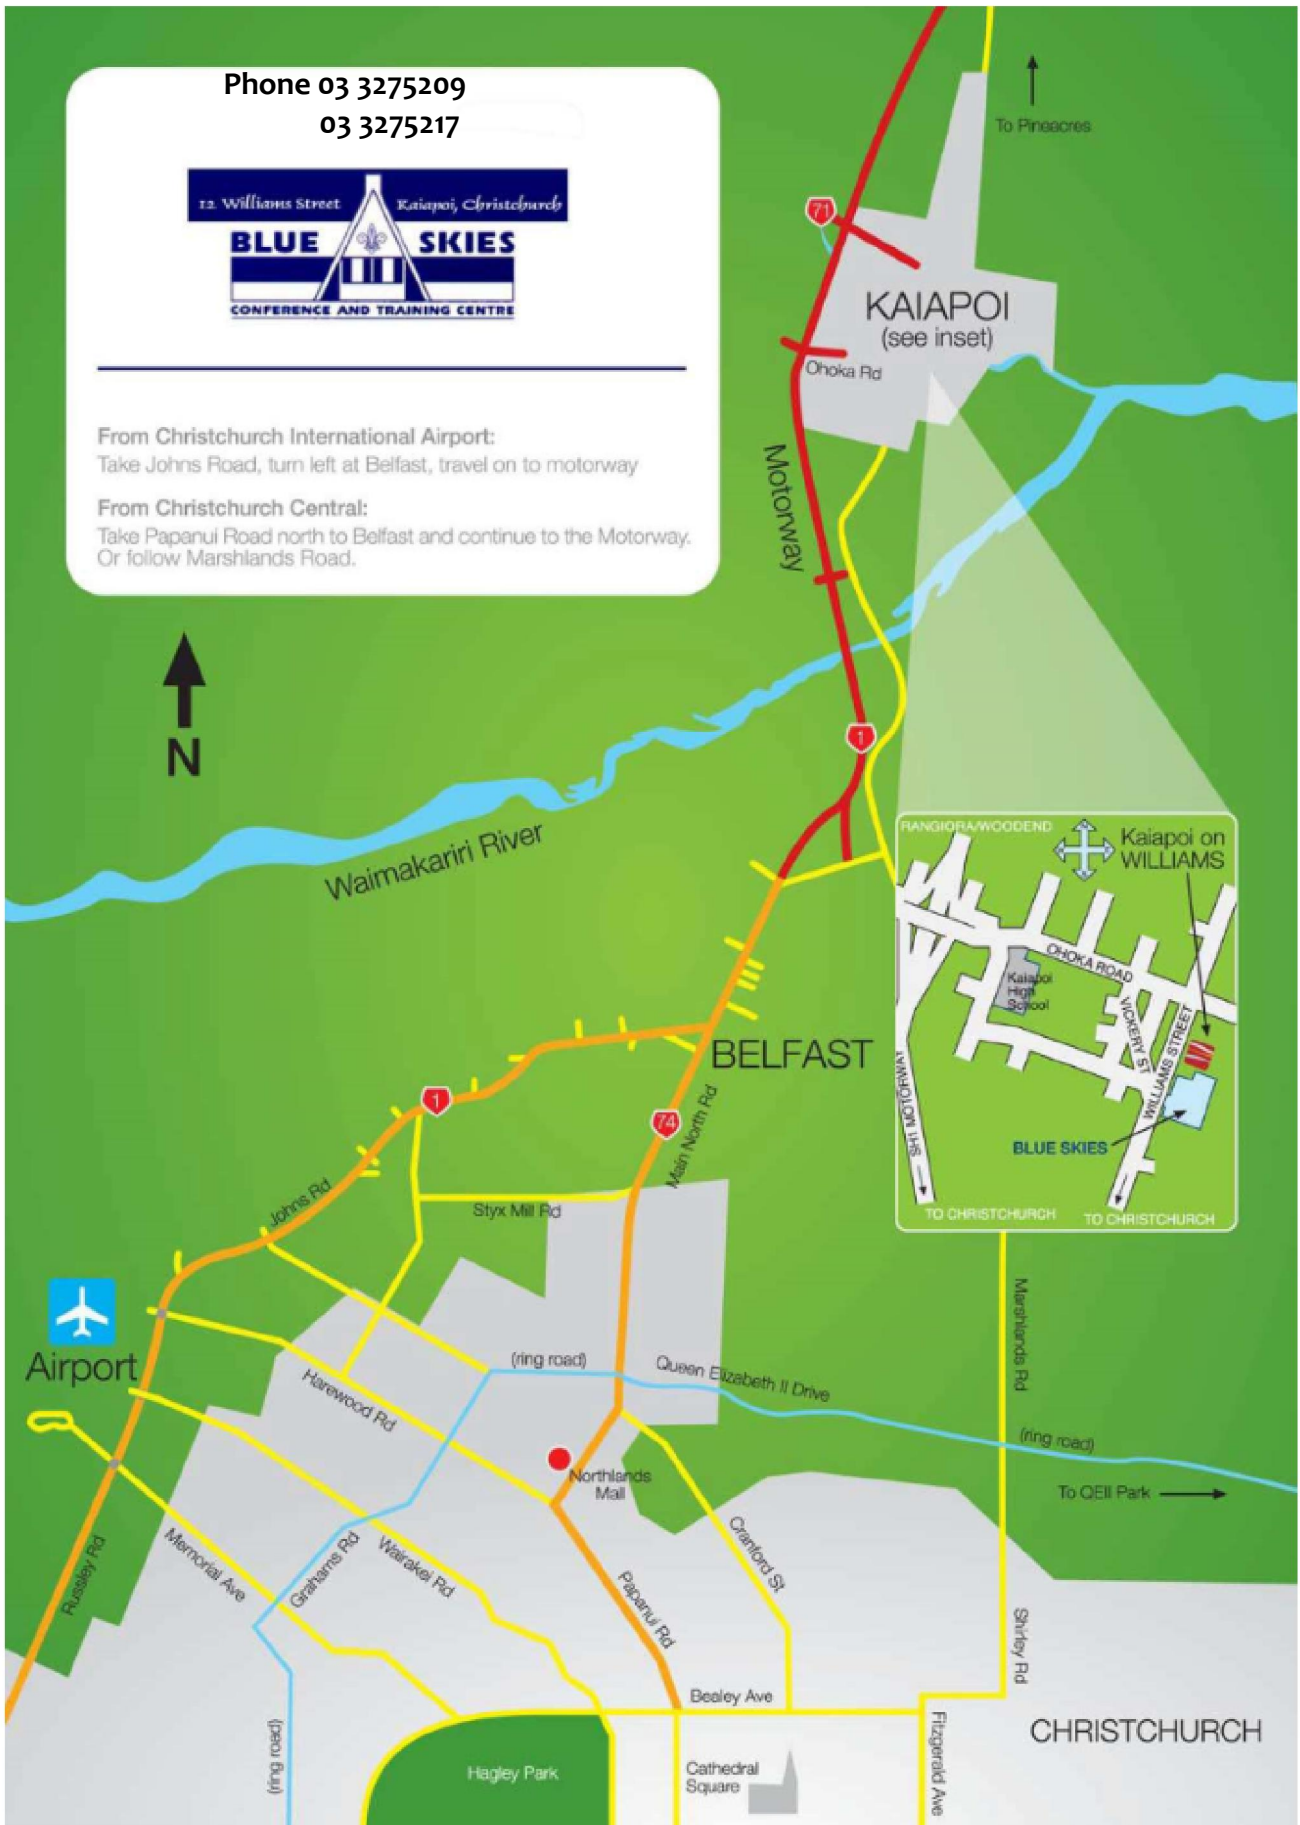 Phone 03 3275209
03 3275217
12 Williams Street
Kaiapoi, Christchurch
BLUE SKIES
CONFERENCE AND TRAINING CENTRE
From Christchurch International Airport:
Take Johns Road, turn left at Belfast, travel on to motorway
From Christchurch Central:
Take Papanui Road north to Belfast and continue to the Motorway.
Or follow Marshlands Road.
To Pineacres
71
KAIAPOI
(see inset)
Ohoka Rd
Motorway
N
1
Waimakariri River
RANGIORA/WOODEND
Kaiapoi on
WILLIAMS
OHOKA ROAD
Kaiapoi
High
School
VICKERY ST
WILLIAMS STREET
SH1 MOTORWAY
BLUE SKIES
TO CHRISTCHURCH
TO CHRISTCHURCH
BELFAST
1
74
Main North Rd
Johns Rd
Styx Mill Rd
Airport
(ring road)
Queen Elizabeth II Drive
Marshlands Rd
Harewood Rd
(ring road)
Northlands
Mall
To QEII Park
Russley Rd
Memorial Ave
Grahams Rd
Wairakei Rd
Cranford St
Papanui Rd
Shirley Rd
Bealey Ave
CHRISTCHURCH
(ring road)
Hagley Park
Cathedral
Square
Fitzgerald Ave